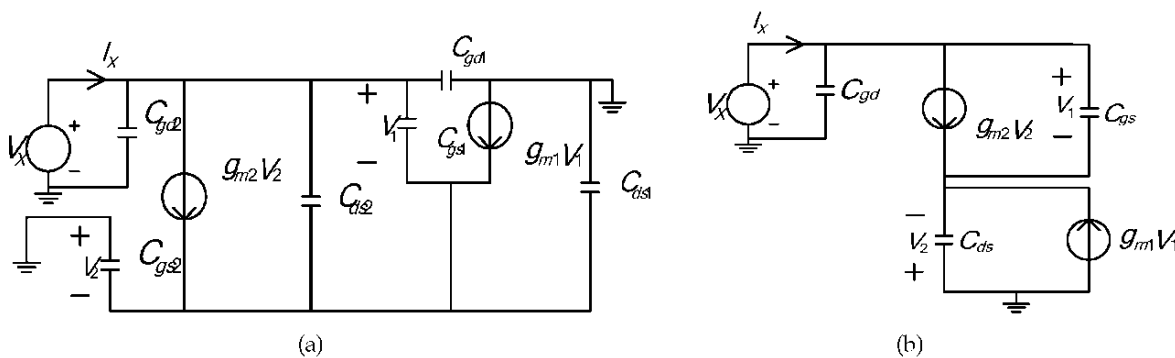 I_x
V_x
+
−
C_gd2
g_m2V_2
C_gs2
+
V_2
−
C_ds2
+
V_1
−
C_gd1
C_gs1
g_m1V_1
C_ds1
(a)
I_x
V_x
+
−
C_gd
g_m2V_2
+
V_1
−
C_gs
−
V_2
+
C_ds
g_m1V_1
(b)